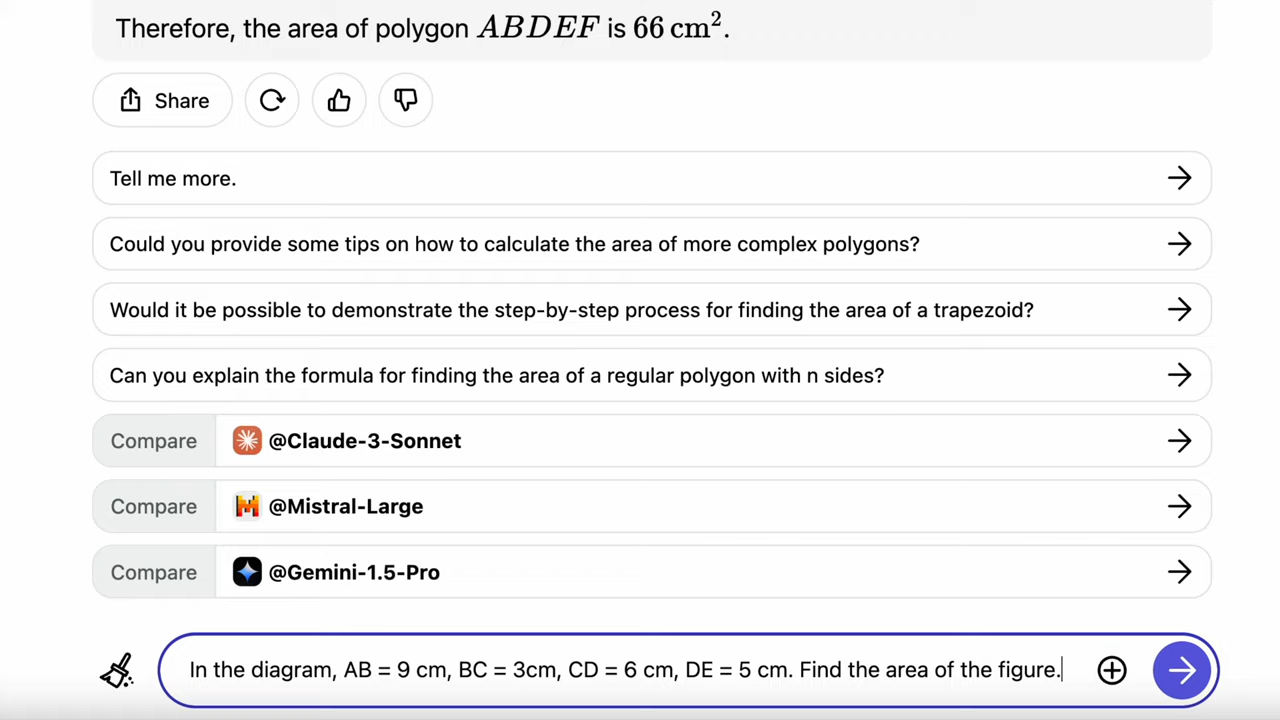 Therefore, the area of polygon ABDEF is 66 cm².
Share
Tell me more.
Could you provide some tips on how to calculate the area of more complex polygons?
Would it be possible to demonstrate the step-by-step process for finding the area of a trapezoid?
Can you explain the formula for finding the area of a regular polygon with n sides?
Compare @Claude-3-Sonnet
Compare @Mistral-Large
Compare @Gemini-1.5-Pro
In the diagram, AB = 9 cm, BC = 3cm, CD = 6 cm, DE = 5 cm. Find the area of the figure.